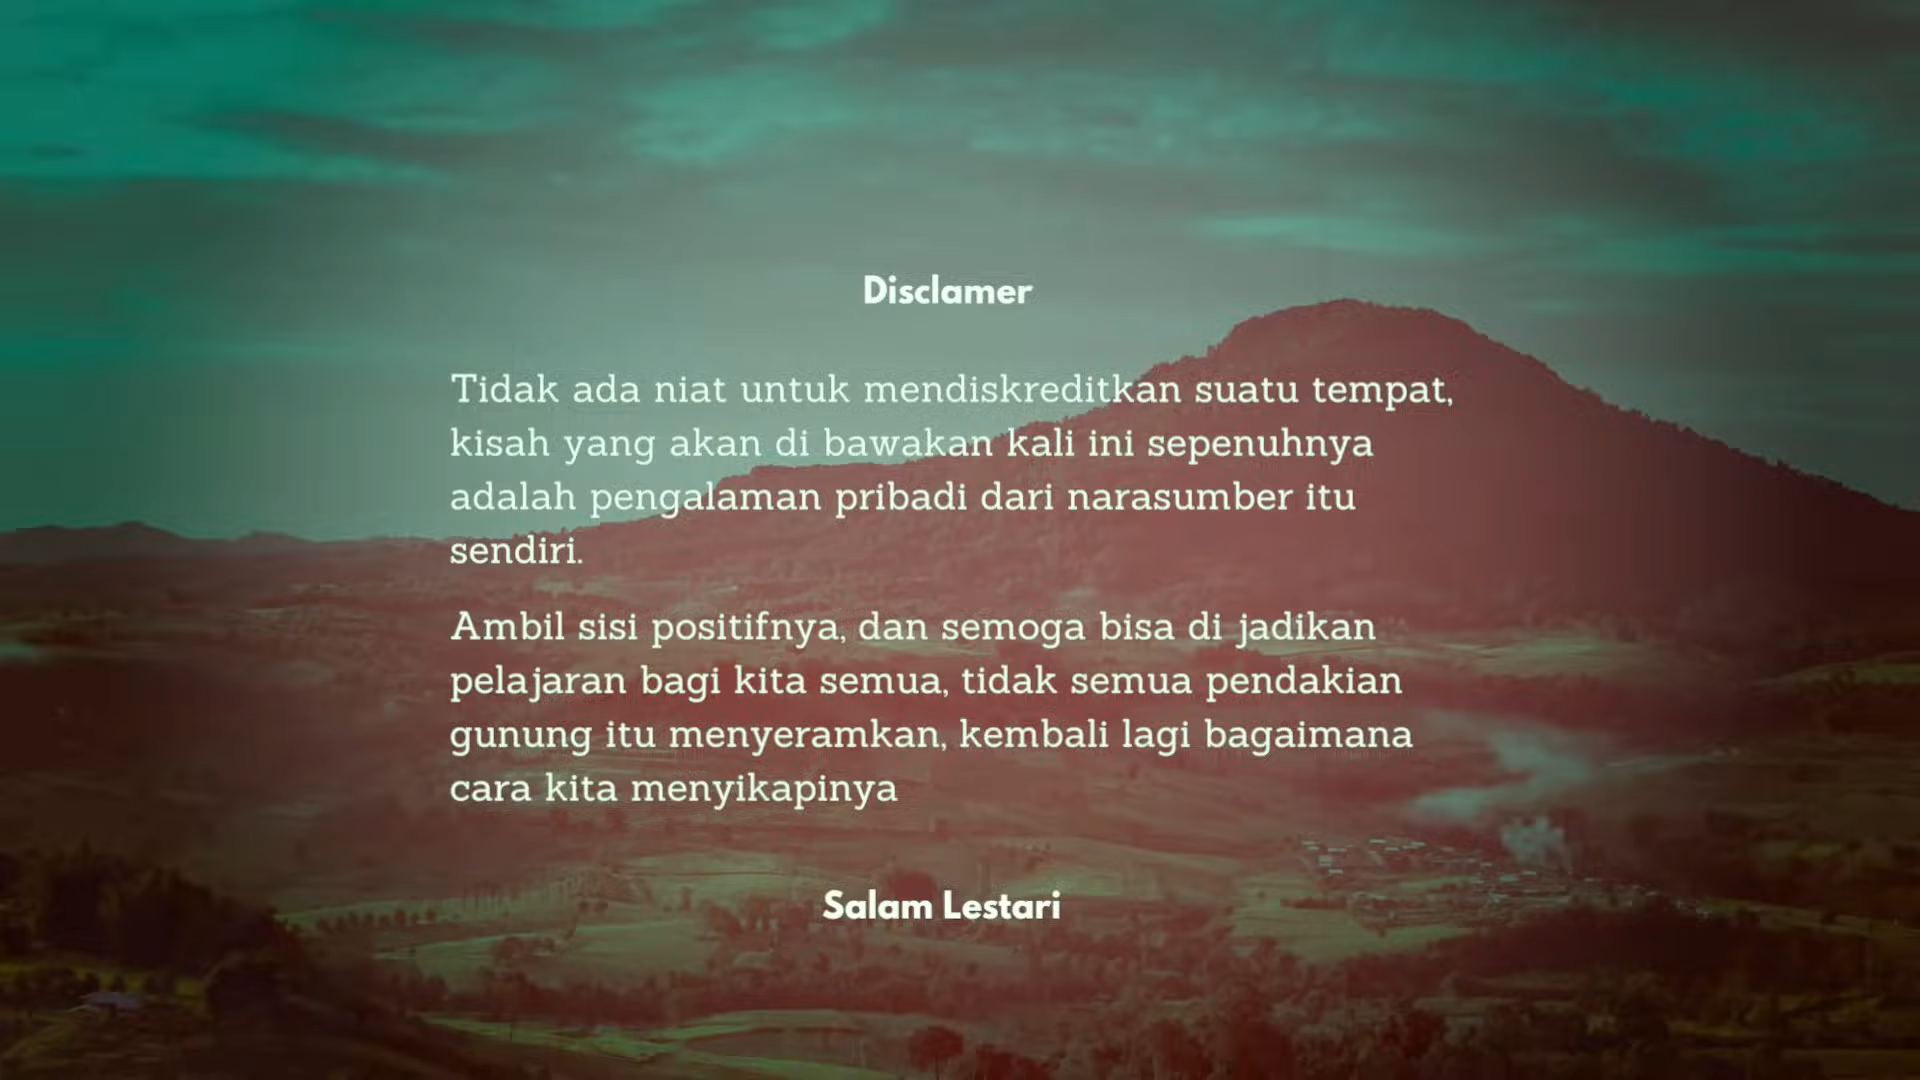 Disclamer
Tidak ada niat untuk mendiskreditkan suatu tempat,
kisah yang akan di bawakan kali ini sepenuhnya
adalah pengalaman pribadi dari narasumber itu
sendiri.
Ambil sisi positifnya, dan semoga bisa di jadikan
pelajaran bagi kita semua, tidak semua pendakian
gunung itu menyeramkan, kembali lagi bagaimana
cara kita menyikapinya
Salam Lestari